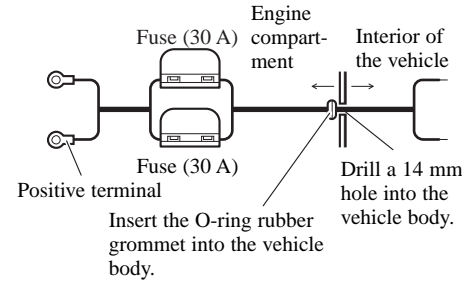 Engine
compart-
ment
Fuse (30 A)
Interior of
the vehicle
Fuse (30 A)
Positive terminal
Drill a 14 mm
hole into the
vehicle body.
Insert the O-ring rubber
grommet into the vehicle
body.